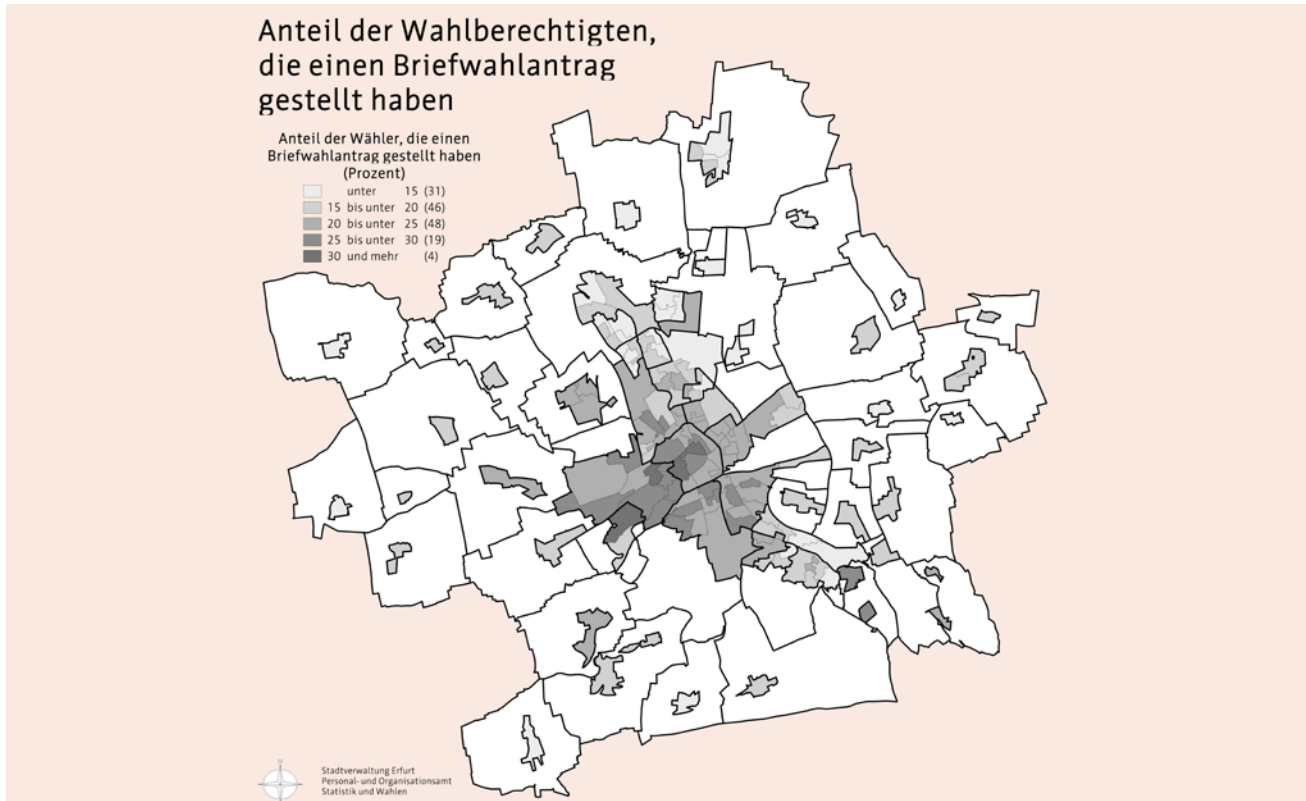 Anteil der Wahlberechtigten,
die einen Briefwahlantrag
gestellt haben
Anteil der Wähler, die einen
Briefwahlantrag gestellt haben
(Prozent)
unter 15 (31)
15 bis unter 20 (46)
20 bis unter 25 (48)
25 bis unter 30 (19)
30 und mehr (4)
N
Stadtverwaltung Erfurt
Personal- und Organisationsamt
Statistik und Wahlen